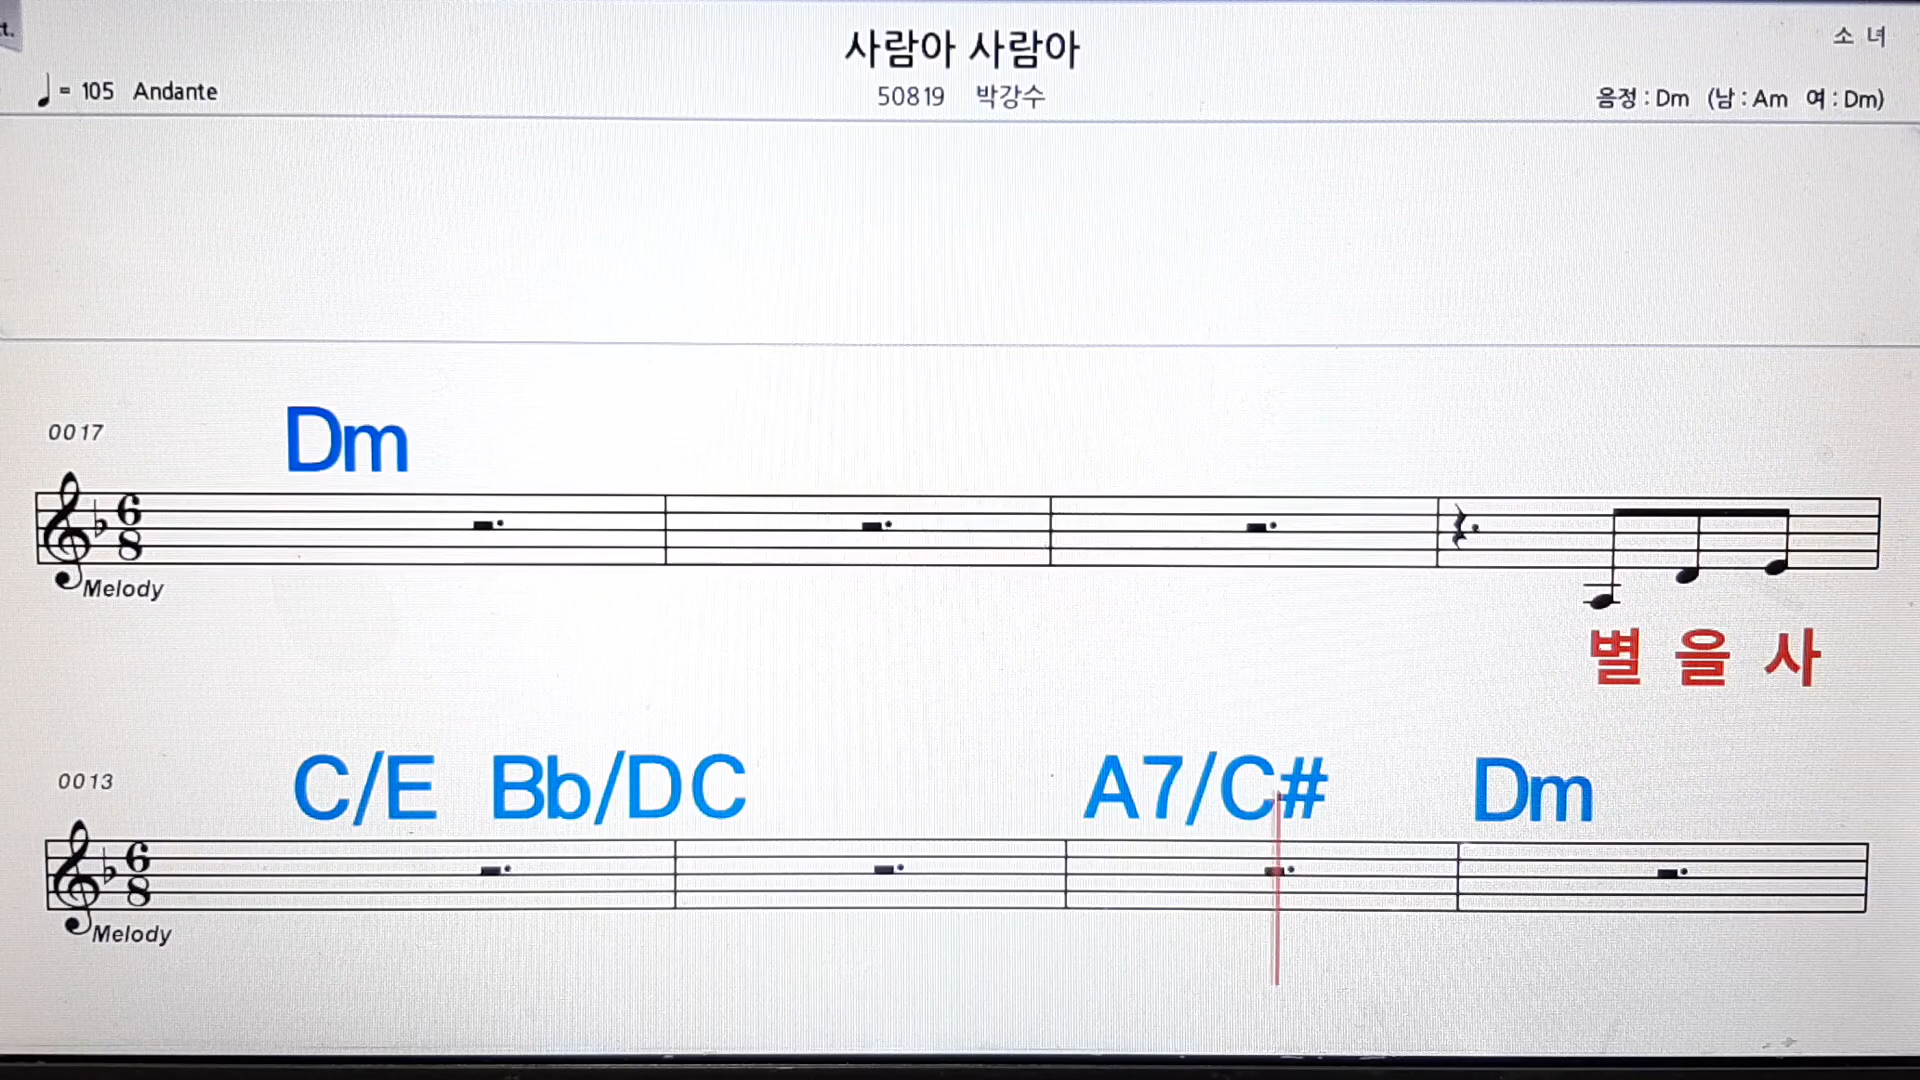 t.
사람아 사람아
소 녀
= 105 Andante
50819 박강수
음정 : Dm (남 : Am 여 : Dm)
0017
Dm
6
8
Melody
별 을 사
0013
C/E Bb/D C A7/C# Dm
6
8
Melody